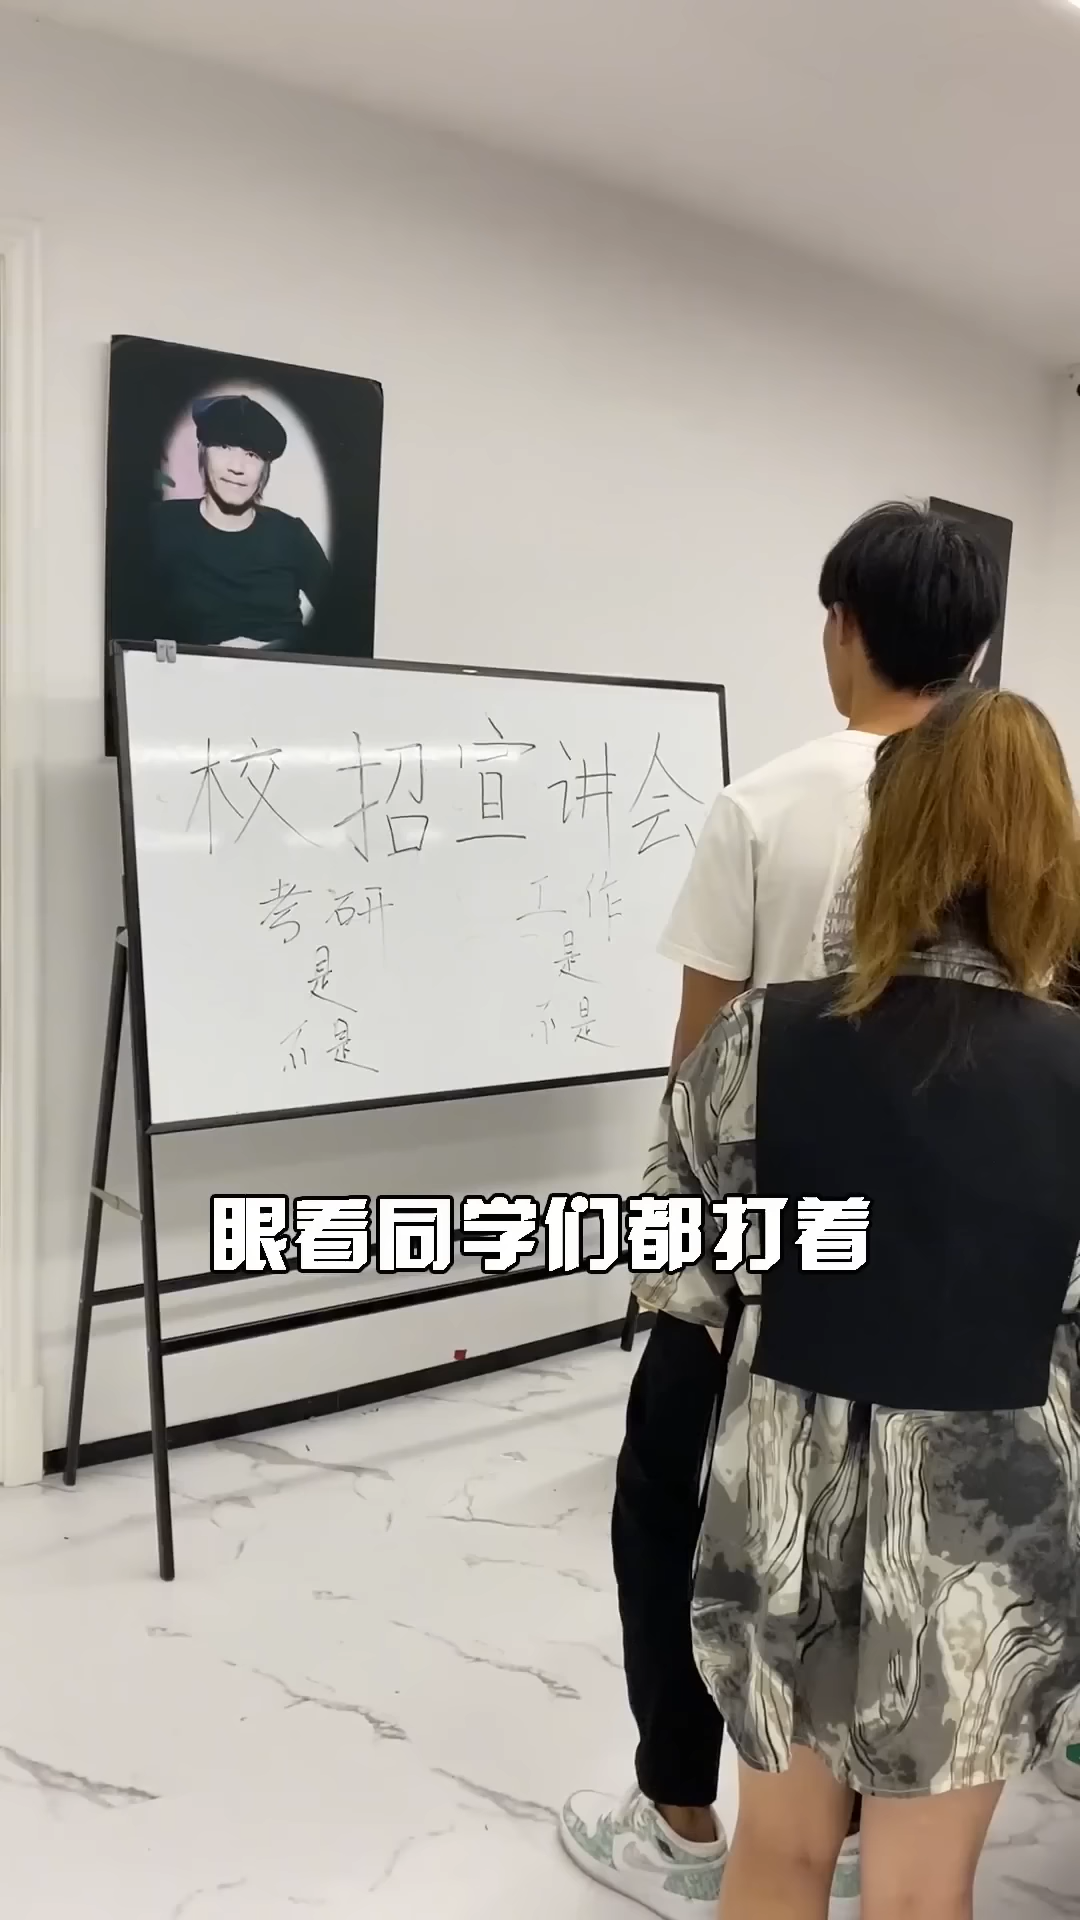 校招宣讲会
考研 工作
是 是
不是 不是
眼看同学们都打着